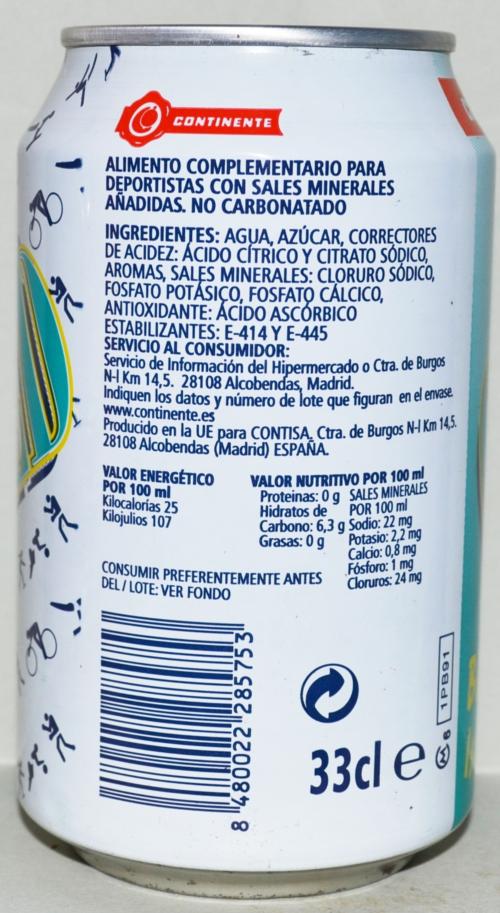 CONTINENTE
ALIMENTO COMPLEMENTARIO PARA
DEPORTISTAS CON SALES MINERALES
AÑADIDAS. NO CARBONATADO
INGREDIENTES: AGUA, AZÚCAR, CORRECTORES
DE ACIDEZ: ÁCIDO CÍTRICO Y CITRATO SÓDICO,
AROMAS, SALES MINERALES: CLORURO SÓDICO,
FOSFATO POTÁSICO, FOSFATO CÁLCICO,
ANTIOXIDANTE: ÁCIDO ASCÓRBICO
ESTABILIZANTES: E-414 Y E-445
SERVICIO AL CONSUMIDOR:
Servicio de Información del Hipermercado o Ctra. de Burgos
N-I Km 14,5. 28108 Alcobendas, Madrid.
Indiquen los datos y número de lote que figuran en el envase.
www.continente.es
Producido en la UE para CONTISA, Ctra. de Burgos N-I Km 14,5.
28108 Alcobendas (Madrid) ESPAÑA.
VALOR ENERGÉTICO
POR 100 ml
Kilocalorías 25
Kilojulios 107
VALOR NUTRITIVO POR 100 ml
Proteinas: 0 g
Hidratos de
Carbono: 6,3 g
Grasas: 0 g
SALES MINERALES
POR 100 ml
Sodio: 22 mg
Potasio: 2,2 mg
Calcio: 0,8 mg
Fósforo: 1 mg
Cloruros: 24 mg
CONSUMIR PREFERENTEMENTE ANTES
DEL / LOTE: VER FONDO
8 480022 285753
33cl e
6
1PB91